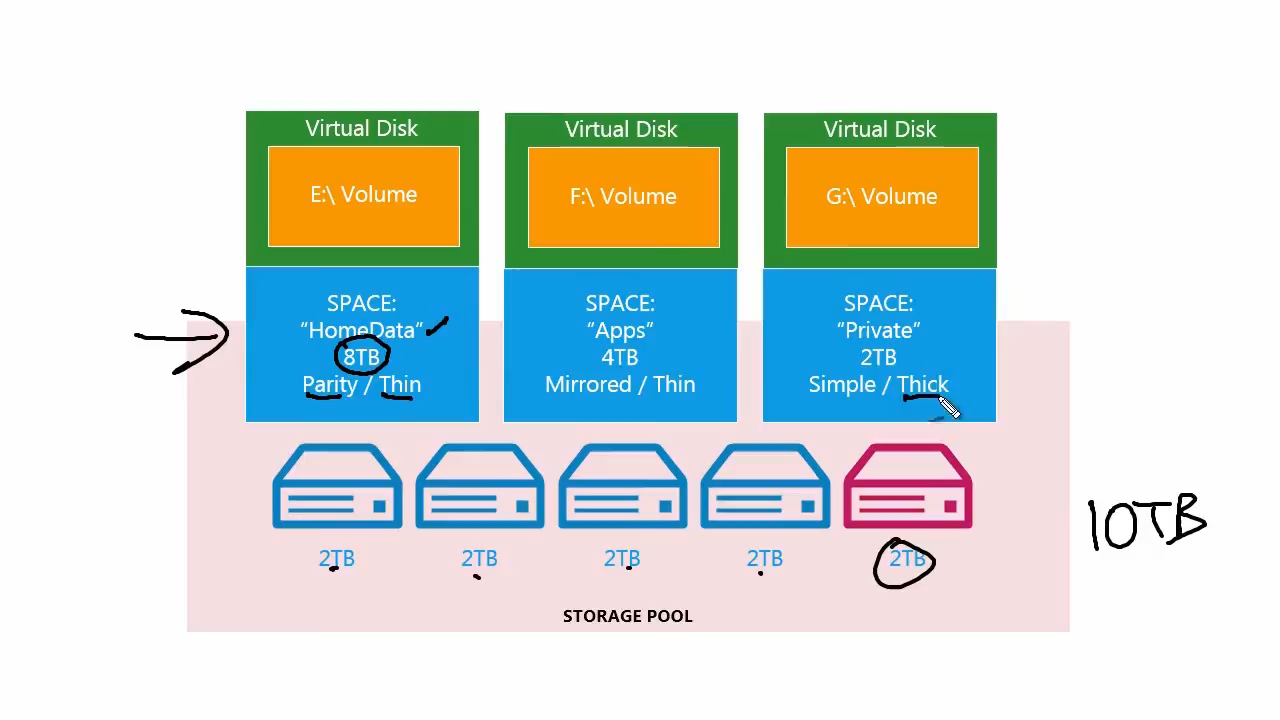 Virtual Disk
E:\ Volume
SPACE:
“HomeData”
8TB
Parity / Thin
Virtual Disk
F:\ Volume
SPACE:
“Apps”
4TB
Mirrored / Thin
Virtual Disk
G:\ Volume
SPACE:
“Private”
2TB
Simple / Thick
2TB
2TB
2TB
2TB
2TB
10TB
STORAGE POOL